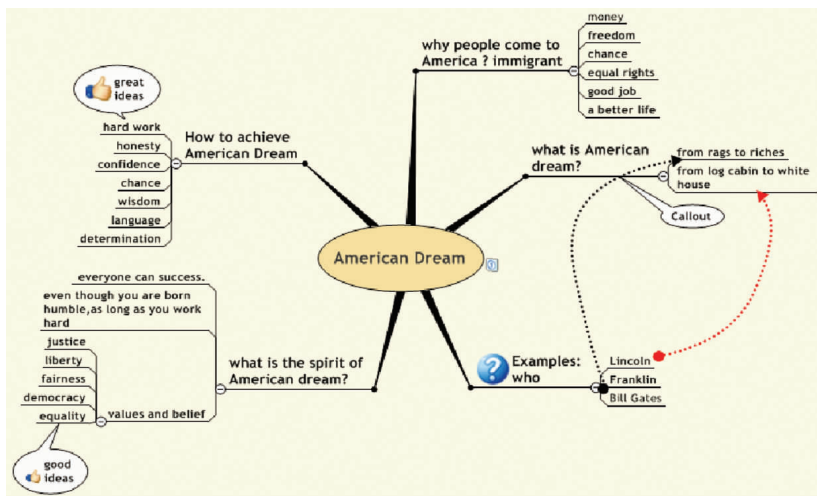 American Dream
why people come to
America ? immigrant
money
freedom
chance
equal rights
good job
a better life
what is American
dream?
from rags to riches
from log cabin to white
house
Callout
Examples:
who
Lincoln
Franklin
Bill Gates
How to achieve
American Dream
great
ideas
hard work
honesty
confidence
chance
wisdom
language
determination
what is the spirit of
American dream?
everyone can success.
even though you are born
humble,as long as you work
hard
values and belief
justice
liberty
fairness
democracy
equality
good
ideas